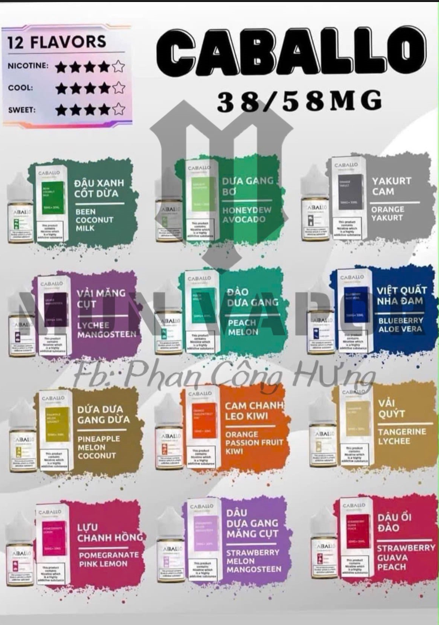 12 FLAVORS
NICOTINE:
COOL:
SWEET:
CABALLO
38/58MG
ĐẬU XANH
CỐT DỪA
BEEN
COCONUT
MILK
DƯA GANG
BƠ
HONEYDEW
AVOCADO
YAKURT
CAM
ORANGE
YAKURT
VẢI MĂNG
CỤT
LYCHEE
MANGOSTEEN
ĐÀO
DƯA GANG
PEACH
MELON
VIỆT QUẤT
NHA ĐAM
BLUEBERRY
ALOE VERA
Fb: Phan Công Hưng
DỨA DƯA
GANG DỪA
PINEAPPLE
MELON
COCONUT
CAM CHANH
LEO KIWI
ORANGE
PASSION FRUIT
KIWI
VẢI
QUÝT
TANGERINE
LYCHEE
LỰU
CHANH HỒNG
POMEGRANATE
PINK LEMON
DÂU
DƯA GANG
MĂNG CỤT
STRAWBERRY
MELON
MANGOSTEEN
DÂU ỔI
ĐÀO
STRAWBERRY
GUAVA
PEACH